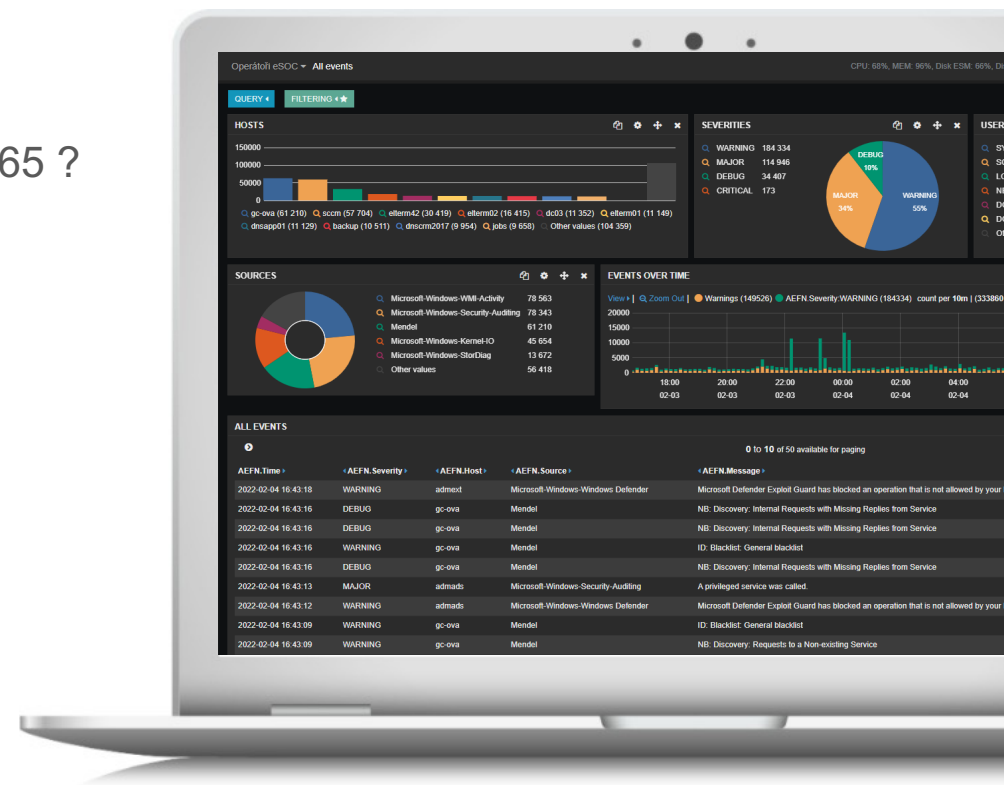 65 ?
Operátoři eSOC All events
CPU: 68%, MEM: 96%, Disk ESM: 66%,
QUERY
FILTERING
HOSTS
150000
100000
50000
0
gc-ova (61 210) sccm (57 704) elterm42 (30 419) elterm02 (16 415) dc03 (11 352) elterm01 (11 149)
dnsapp01 (11 129) backup (10 511) dnscrm2017 (9 954) jobs (9 658) Other values (104 359)
SEVERITIES
WARNING 184 334
MAJOR 114 946
DEBUG 34 407
CRITICAL 173
DEBUG
10%
MAJOR
34%
WARNING
55%
USER
SOURCES
Microsoft-Windows-WMI-Activity 78 563
Microsoft-Windows-Security-Auditing 78 343
Mendel 61 210
Microsoft-Windows-Kernel-IO 45 654
Microsoft-Windows-StorDiag 13 672
Other values 56 418
EVENTS OVER TIME
View | Zoom Out | Warnings (149526) AEFN.Severity:WARNING (184334) count per 10m | (333860
20000
15000
10000
5000
0
18:00 20:00 22:00 00:00 02:00 04:00
02-03 02-03 02-03 02-04 02-04 02-04
ALL EVENTS
0 to 10 of 50 available for paging
AEFN.Time AEFN.Severity AEFN.Host AEFN.Source AEFN.Message
2022-02-04 16:43:18 WARNING admext Microsoft-Windows-Windows Defender Microsoft Defender Exploit Guard has blocked an operation that is not allowed by your
2022-02-04 16:43:16 DEBUG gc-ova Mendel NB: Discovery: Internal Requests with Missing Replies from Service
2022-02-04 16:43:16 DEBUG gc-ova Mendel NB: Discovery: Internal Requests with Missing Replies from Service
2022-02-04 16:43:16 WARNING gc-ova Mendel ID: Blacklist: General blacklist
2022-02-04 16:43:16 DEBUG gc-ova Mendel NB: Discovery: Internal Requests with Missing Replies from Service
2022-02-04 16:43:13 MAJOR admads Microsoft-Windows-Security-Auditing A privileged service was called.
2022-02-04 16:43:12 WARNING admads Microsoft-Windows-Windows Defender Microsoft Defender Exploit Guard has blocked an operation that is not allowed by your
2022-02-04 16:43:09 WARNING gc-ova Mendel ID: Blacklist: General blacklist
2022-02-04 16:43:09 DEBUG gc-ova Mendel NB: Discovery: Requests to a Non-existing Service